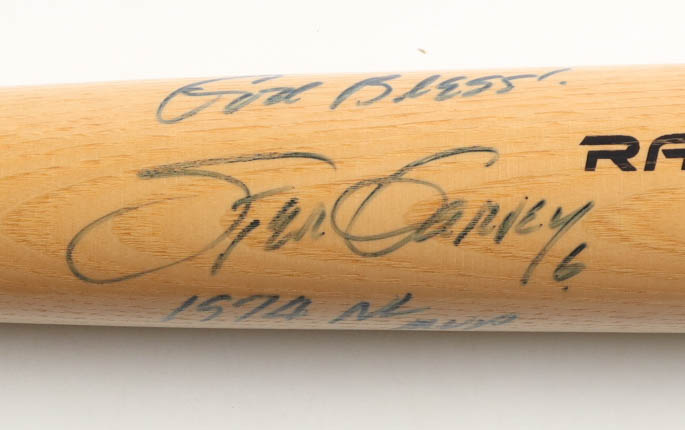 God Bless!
Steve Garvey 6
RA
1974 NL MVP